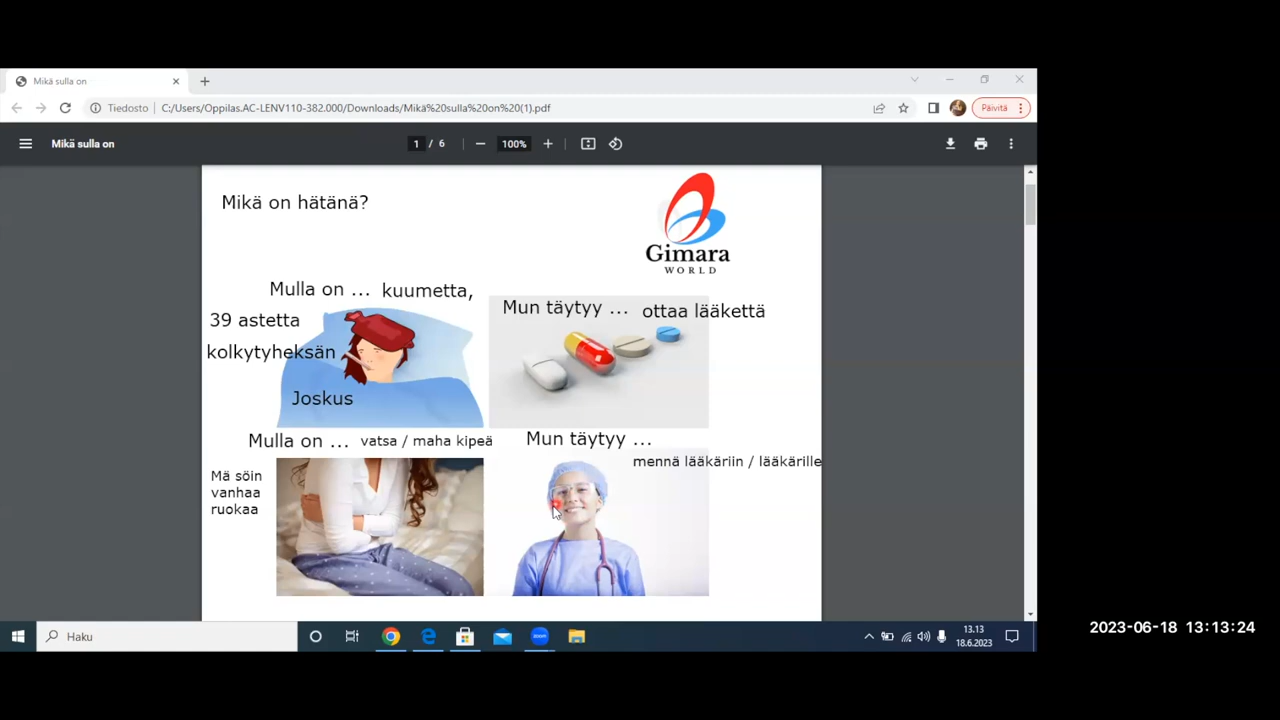 Mikä sulla on
Tiedosto
C:/Users/Oppilas.AC-LENV110-382.000/Downloads/Mikä%20sulla%20on%20(1).pdf
Päivitä
Mikä sulla on
1 / 6
100%
Mikä on hätänä?
Gimara
WORLD
Mulla on ... kuumetta,
39 astetta
kolkytyheksän
Joskus
Mun täytyy ... ottaa lääkettä
Mulla on ... vatsa / maha kipeä
Mä söin
vanhaa
ruokaa
Mun täytyy ...
mennä lääkäriin / lääkärille
Haku
zoom
13.13
18.6.2023
2023-06-18 13:13:24